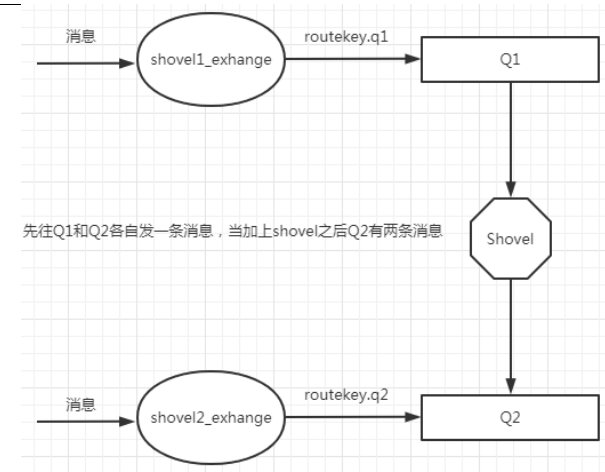 消息
shovel1_exhange
routekey.q1
Q1
先往Q1和Q2各自发一条消息，当加上shovel之后Q2有两条消息
Shovel
消息
shovel2_exhange
routekey.q2
Q2